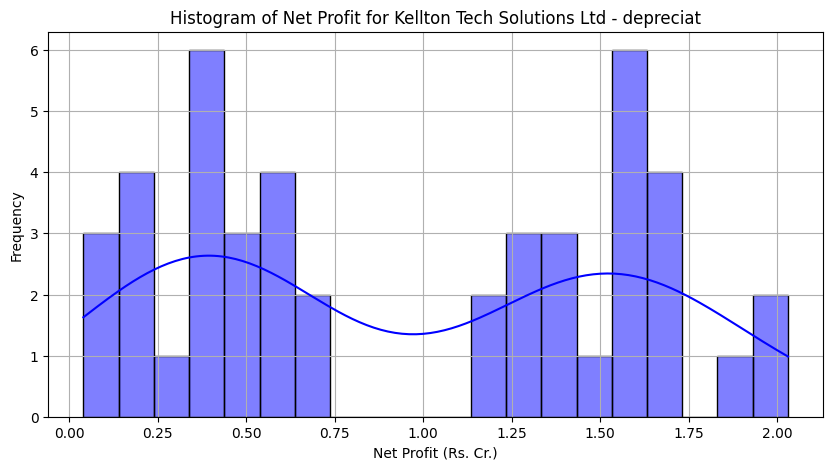 Histogram of Net Profit for Kellton Tech Solutions Ltd - depreciat
6
5
4
3
2
1
0
Frequency
0.00 0.25 0.50 0.75 1.00 1.25 1.50 1.75 2.00
Net Profit (Rs. Cr.)